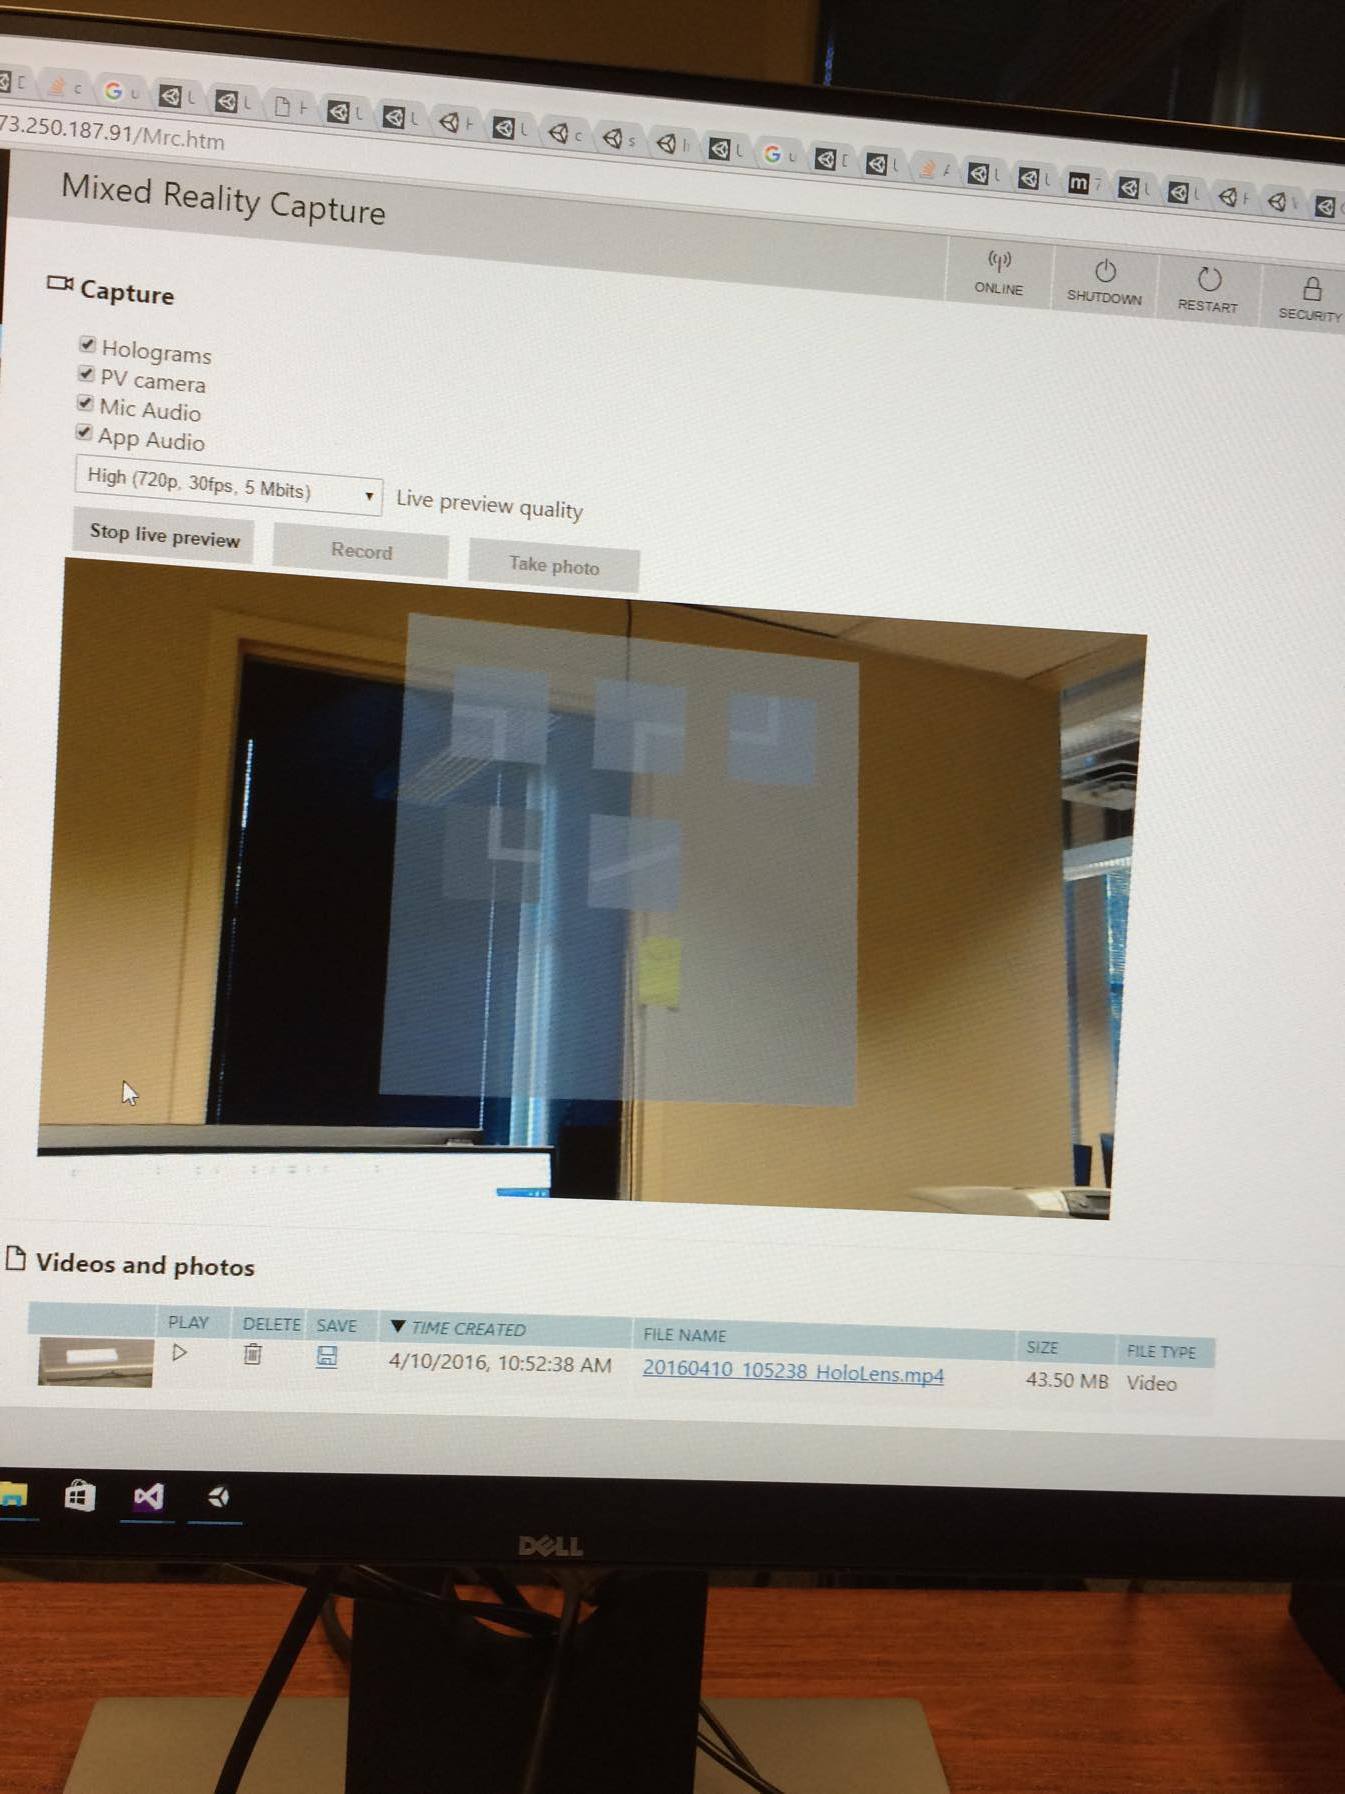 73.250.187.91/Mrc.htm
Mixed Reality Capture
ONLINE
SHUTDOWN
RESTART
SECURITY
Capture
Holograms
PV camera
Mic Audio
App Audio
High (720p, 30fps, 5 Mbits) Live preview quality
Stop live preview Record Take photo
Videos and photos
PLAY DELETE SAVE ▼ TIME CREATED FILE NAME SIZE FILE TYPE
4/10/2016, 10:52:38 AM 20160410_105238_HoloLens.mp4 43.50 MB Video
DELL